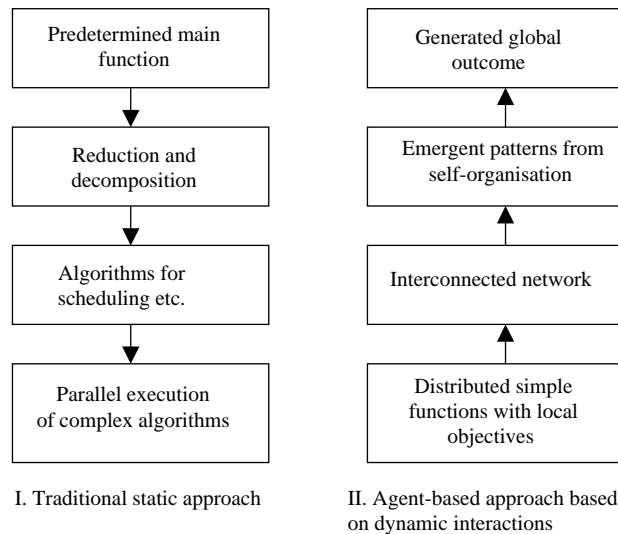 Predetermined main
function
Reduction and
decomposition
Algorithms for
scheduling etc.
Parallel execution
of complex algorithms
I. Traditional static approach
Generated global
outcome
Emergent patterns from
self-organisation
Interconnected network
Distributed simple
functions with local
objectives
II. Agent-based approach based
on dynamic interactions